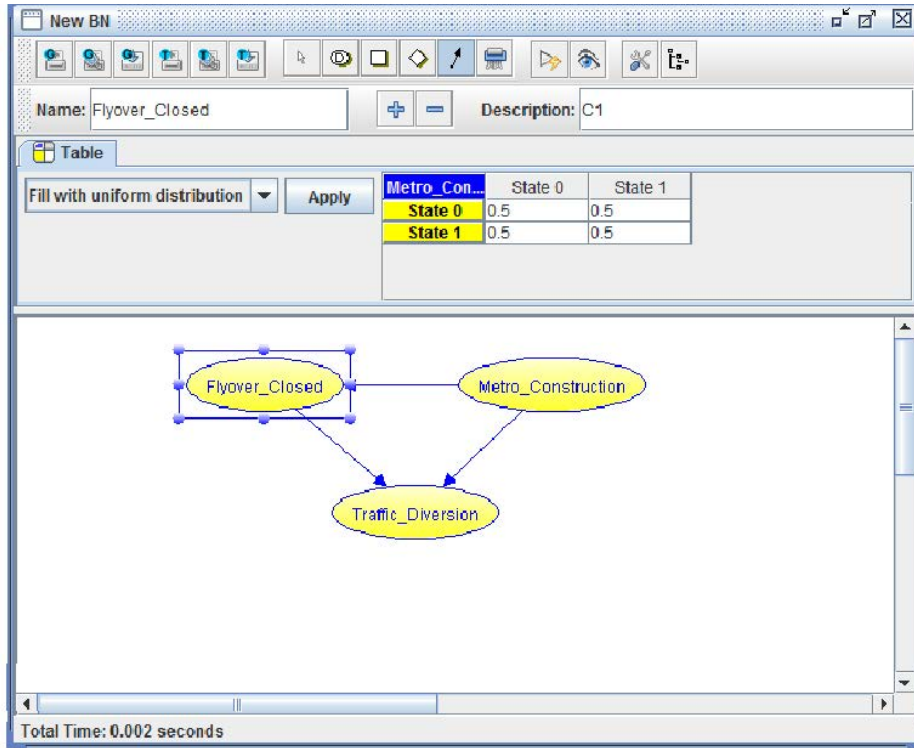 New BN
Name: Flyover_Closed Description: C1
Table
Fill with uniform distribution Apply
Metro_Con... State 0 State 1
State 0 0.5 0.5
State 1 0.5 0.5
Flyover_Closed Metro_Construction
Traffic_Diversion
Total Time: 0.002 seconds